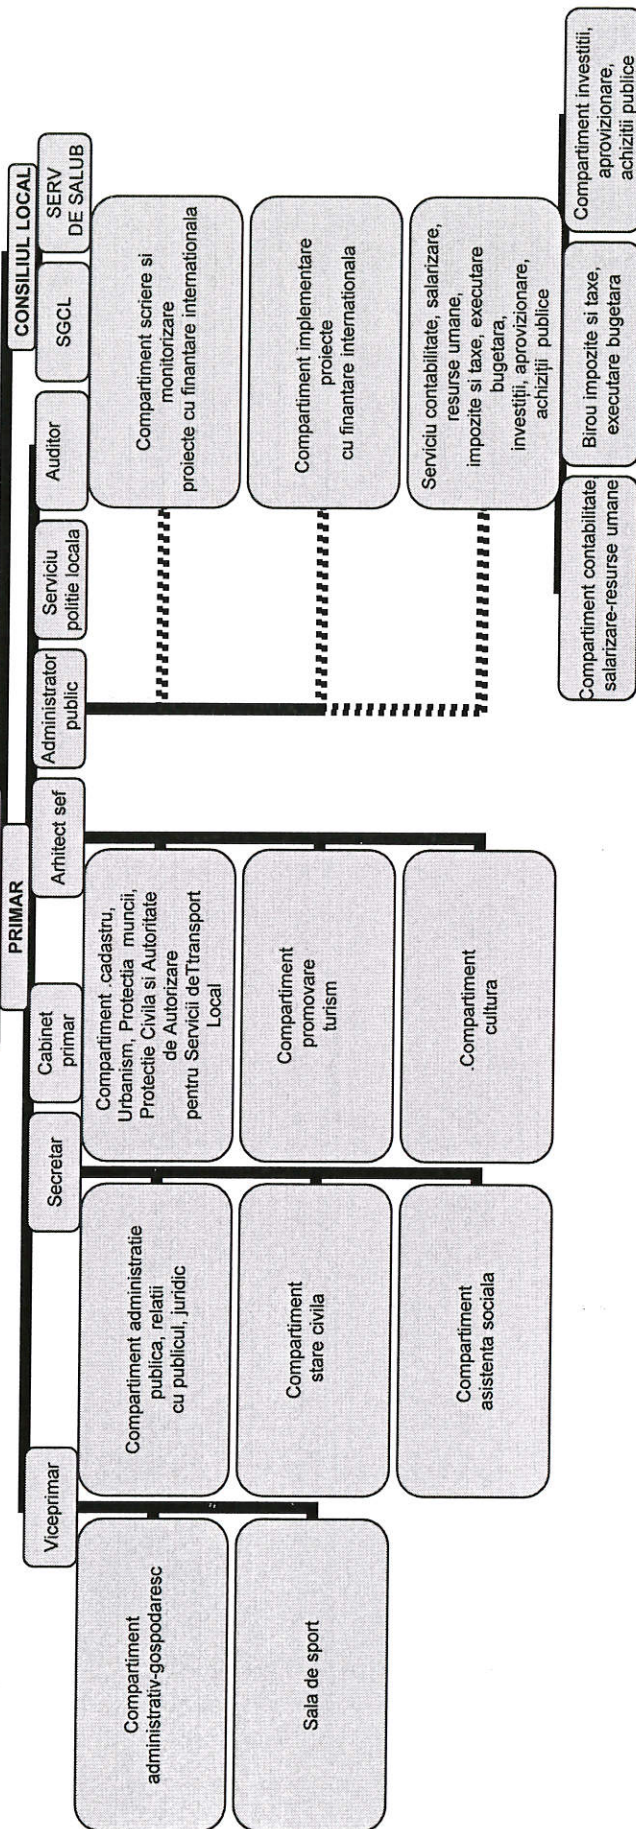 PRIMAR
CONSILIUL LOCAL
Viceprimar
Secretar
Cabinet
primar
Arhitect sef
Administrator
public
Serviciu
politie locala
Auditor
SGCL
SERV
DE SALUB
Compartiment
administrativ-gospodaresc
Sala de sport
Compartiment administratie
publica, relatii
cu publicul, juridic
Compartiment
stare civila
Compartiment
asistenta sociala
Compartiment .cadastru,
Urbanism, Protectia muncii,
Protectie Civila si Autoritate
de Autorizare
pentru Servicii deTtransport
Local
Compartiment
promovare
turism
.Compartiment
cultura
Compartiment scriere si
monitorizare
proiecte cu finantare internationala
Compartiment implementare
proiecte
cu finantare internationala
Serviciu contabilitate, salarizare,
resurse umane,
impozite si taxe, executare
bugetara,
investiţii, aprovizionare,
achiziţii publice
Compartiment contabilitate
salarizare-resurse umane
Birou impozite si taxe,
executare bugetara
Compartiment investitii,
aprovizionare,
achizitii publice